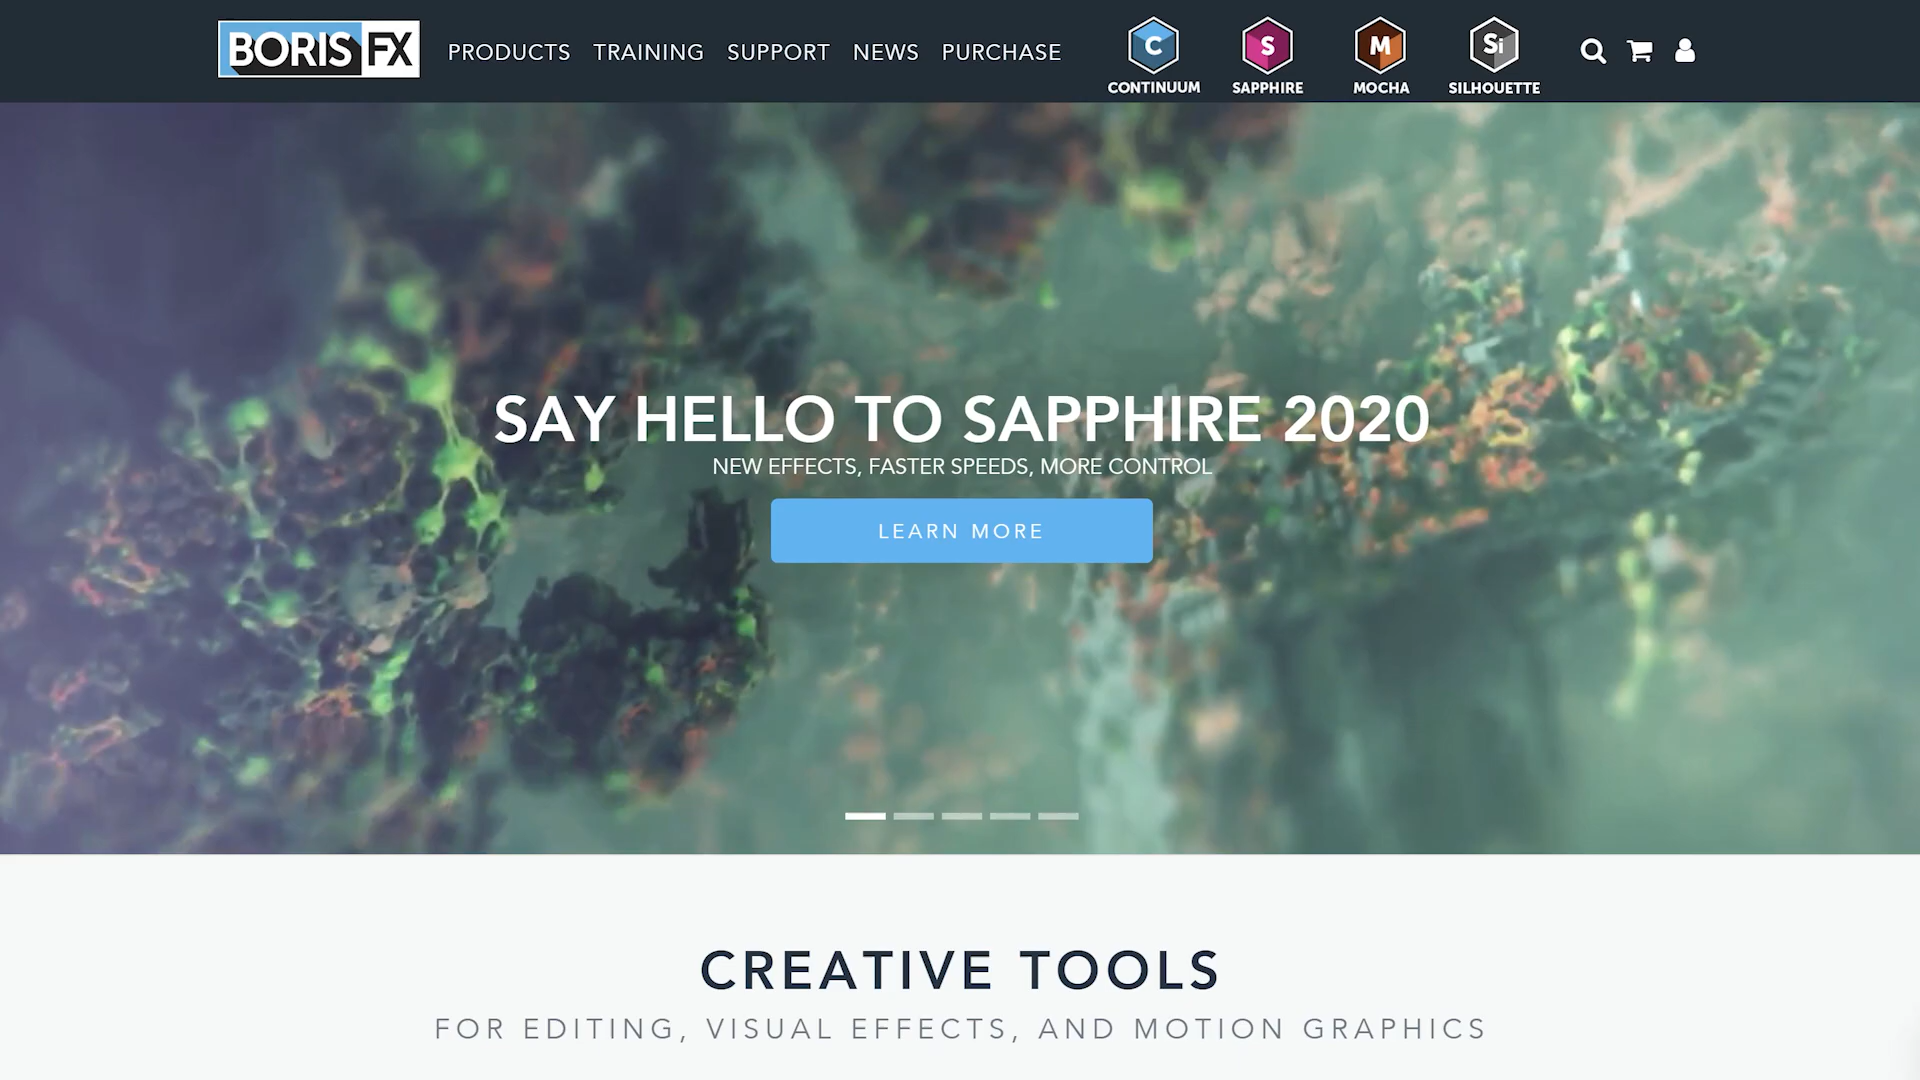 BORIS FX PRODUCTS TRAINING SUPPORT NEWS PURCHASE
C S M Si
CONTINUUM SAPPHIRE MOCHA SILHOUETTE
SAY HELLO TO SAPPHIRE 2020
NEW EFFECTS, FASTER SPEEDS, MORE CONTROL
LEARN MORE
CREATIVE TOOLS
FOR EDITING, VISUAL EFFECTS, AND MOTION GRAPHICS